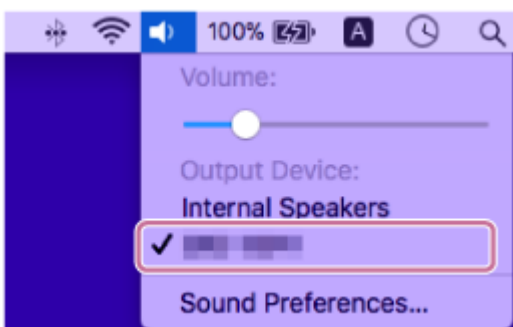 100%
A
Volume:
Output Device:
Internal Speakers
Sound Preferences...